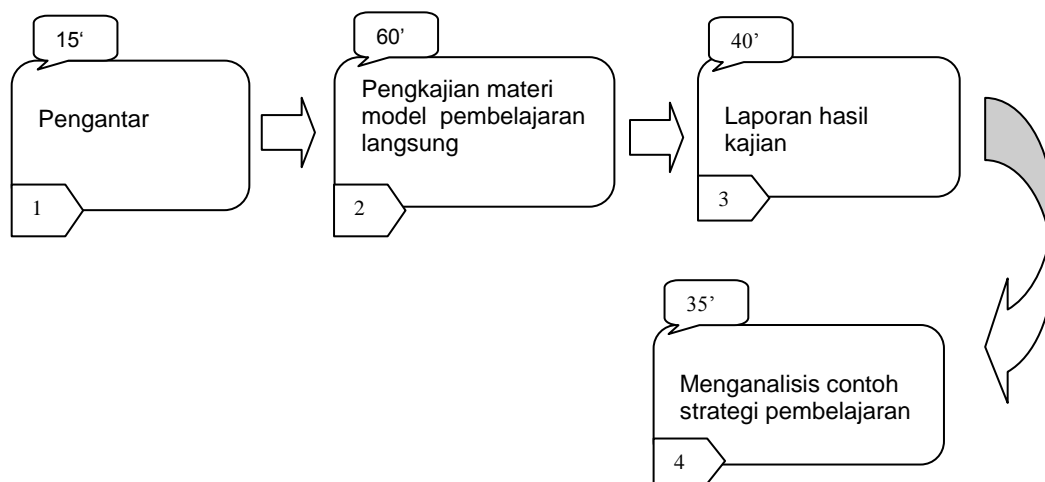 15‘
Pengantar
1
60’
Pengkajian materi
model pembelajaran
langsung
2
40’
Laporan hasil
kajian
3
35’
Menganalisis contoh
strategi pembelajaran
4